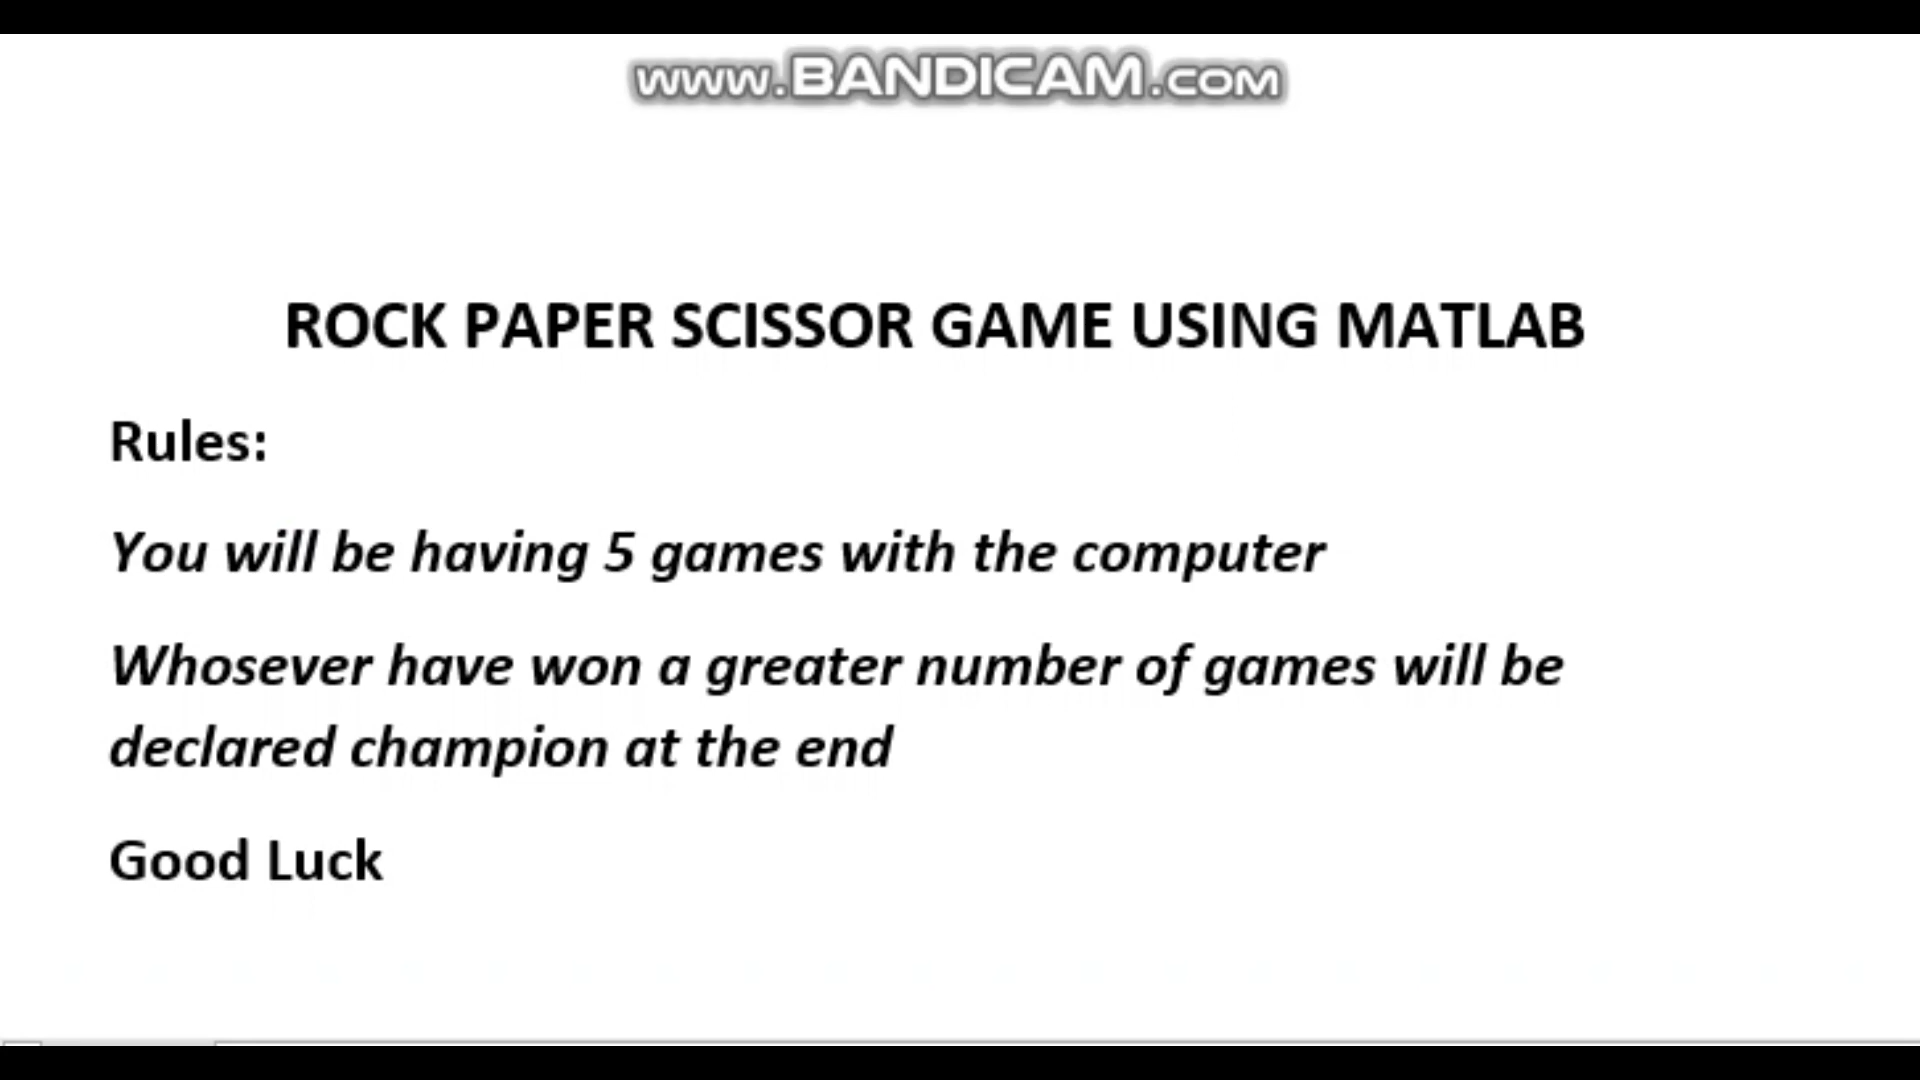 www.BANDICAM.com
ROCK PAPER SCISSOR GAME USING MATLAB
Rules:
You will be having 5 games with the computer
Whosever have won a greater number of games will be
declared champion at the end
Good Luck